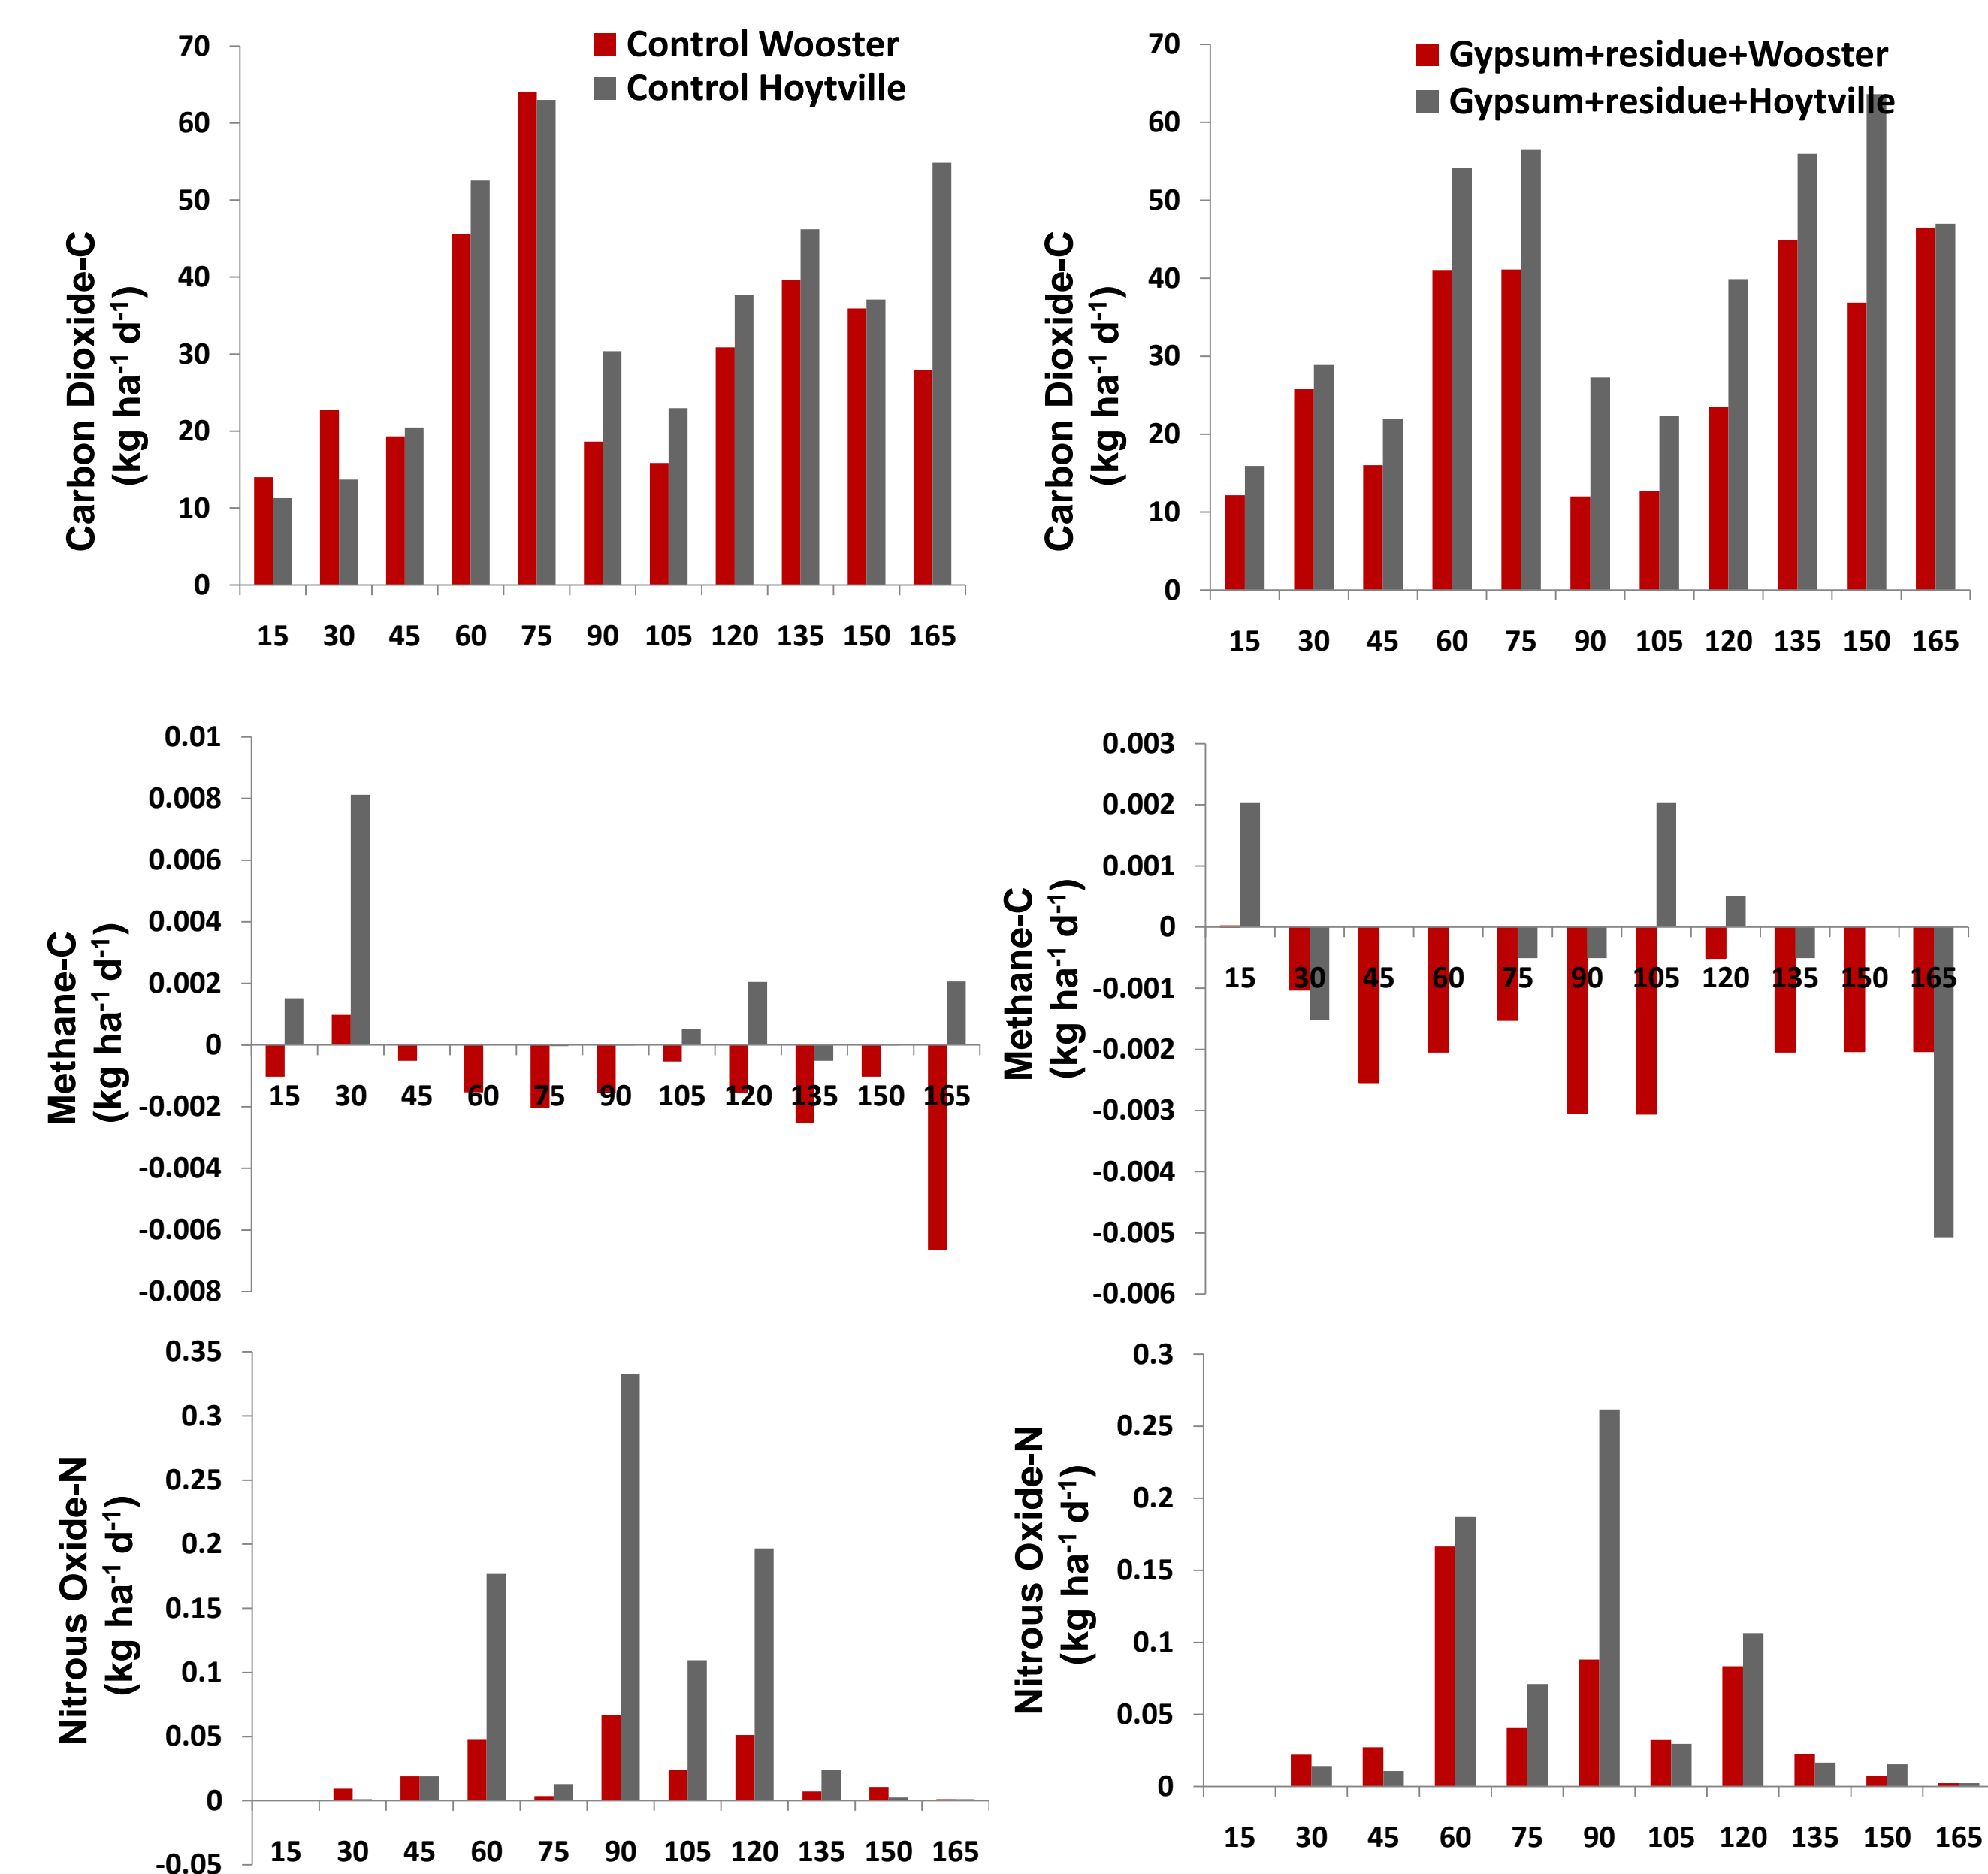 Control Wooster
Control Hoytville
70
60
50
40
30
20
10
0
Carbon Dioxide-C
(kg ha-1 d-1)
15 30 45 60 75 90 105 120 135 150 165
Gypsum+residue+Wooster
Gypsum+residue+Hoytville
70
60
50
40
30
20
10
0
Carbon Dioxide-C
(kg ha-1 d-1)
15 30 45 60 75 90 105 120 135 150 165
0.01
0.008
0.006
0.004
0.002
0
-0.002
-0.004
-0.006
-0.008
Methane-C
(kg ha-1 d-1)
15 30 45 60 75 90 105 120 135 150 165
0.003
0.002
0.001
0
-0.001
-0.002
-0.003
-0.004
-0.005
-0.006
Methane-C
(kg ha-1 d-1)
15 30 45 60 75 90 105 120 135 150 165
0.35
0.3
0.25
0.2
0.15
0.1
0.05
0
-0.05
Nitrous Oxide-N
(kg ha-1 d-1)
15 30 45 60 75 90 105 120 135 150 165
0.3
0.25
0.2
0.15
0.1
0.05
0
Nitrous Oxide-N
(kg ha-1 d-1)
15 30 45 60 75 90 105 120 135 150 165